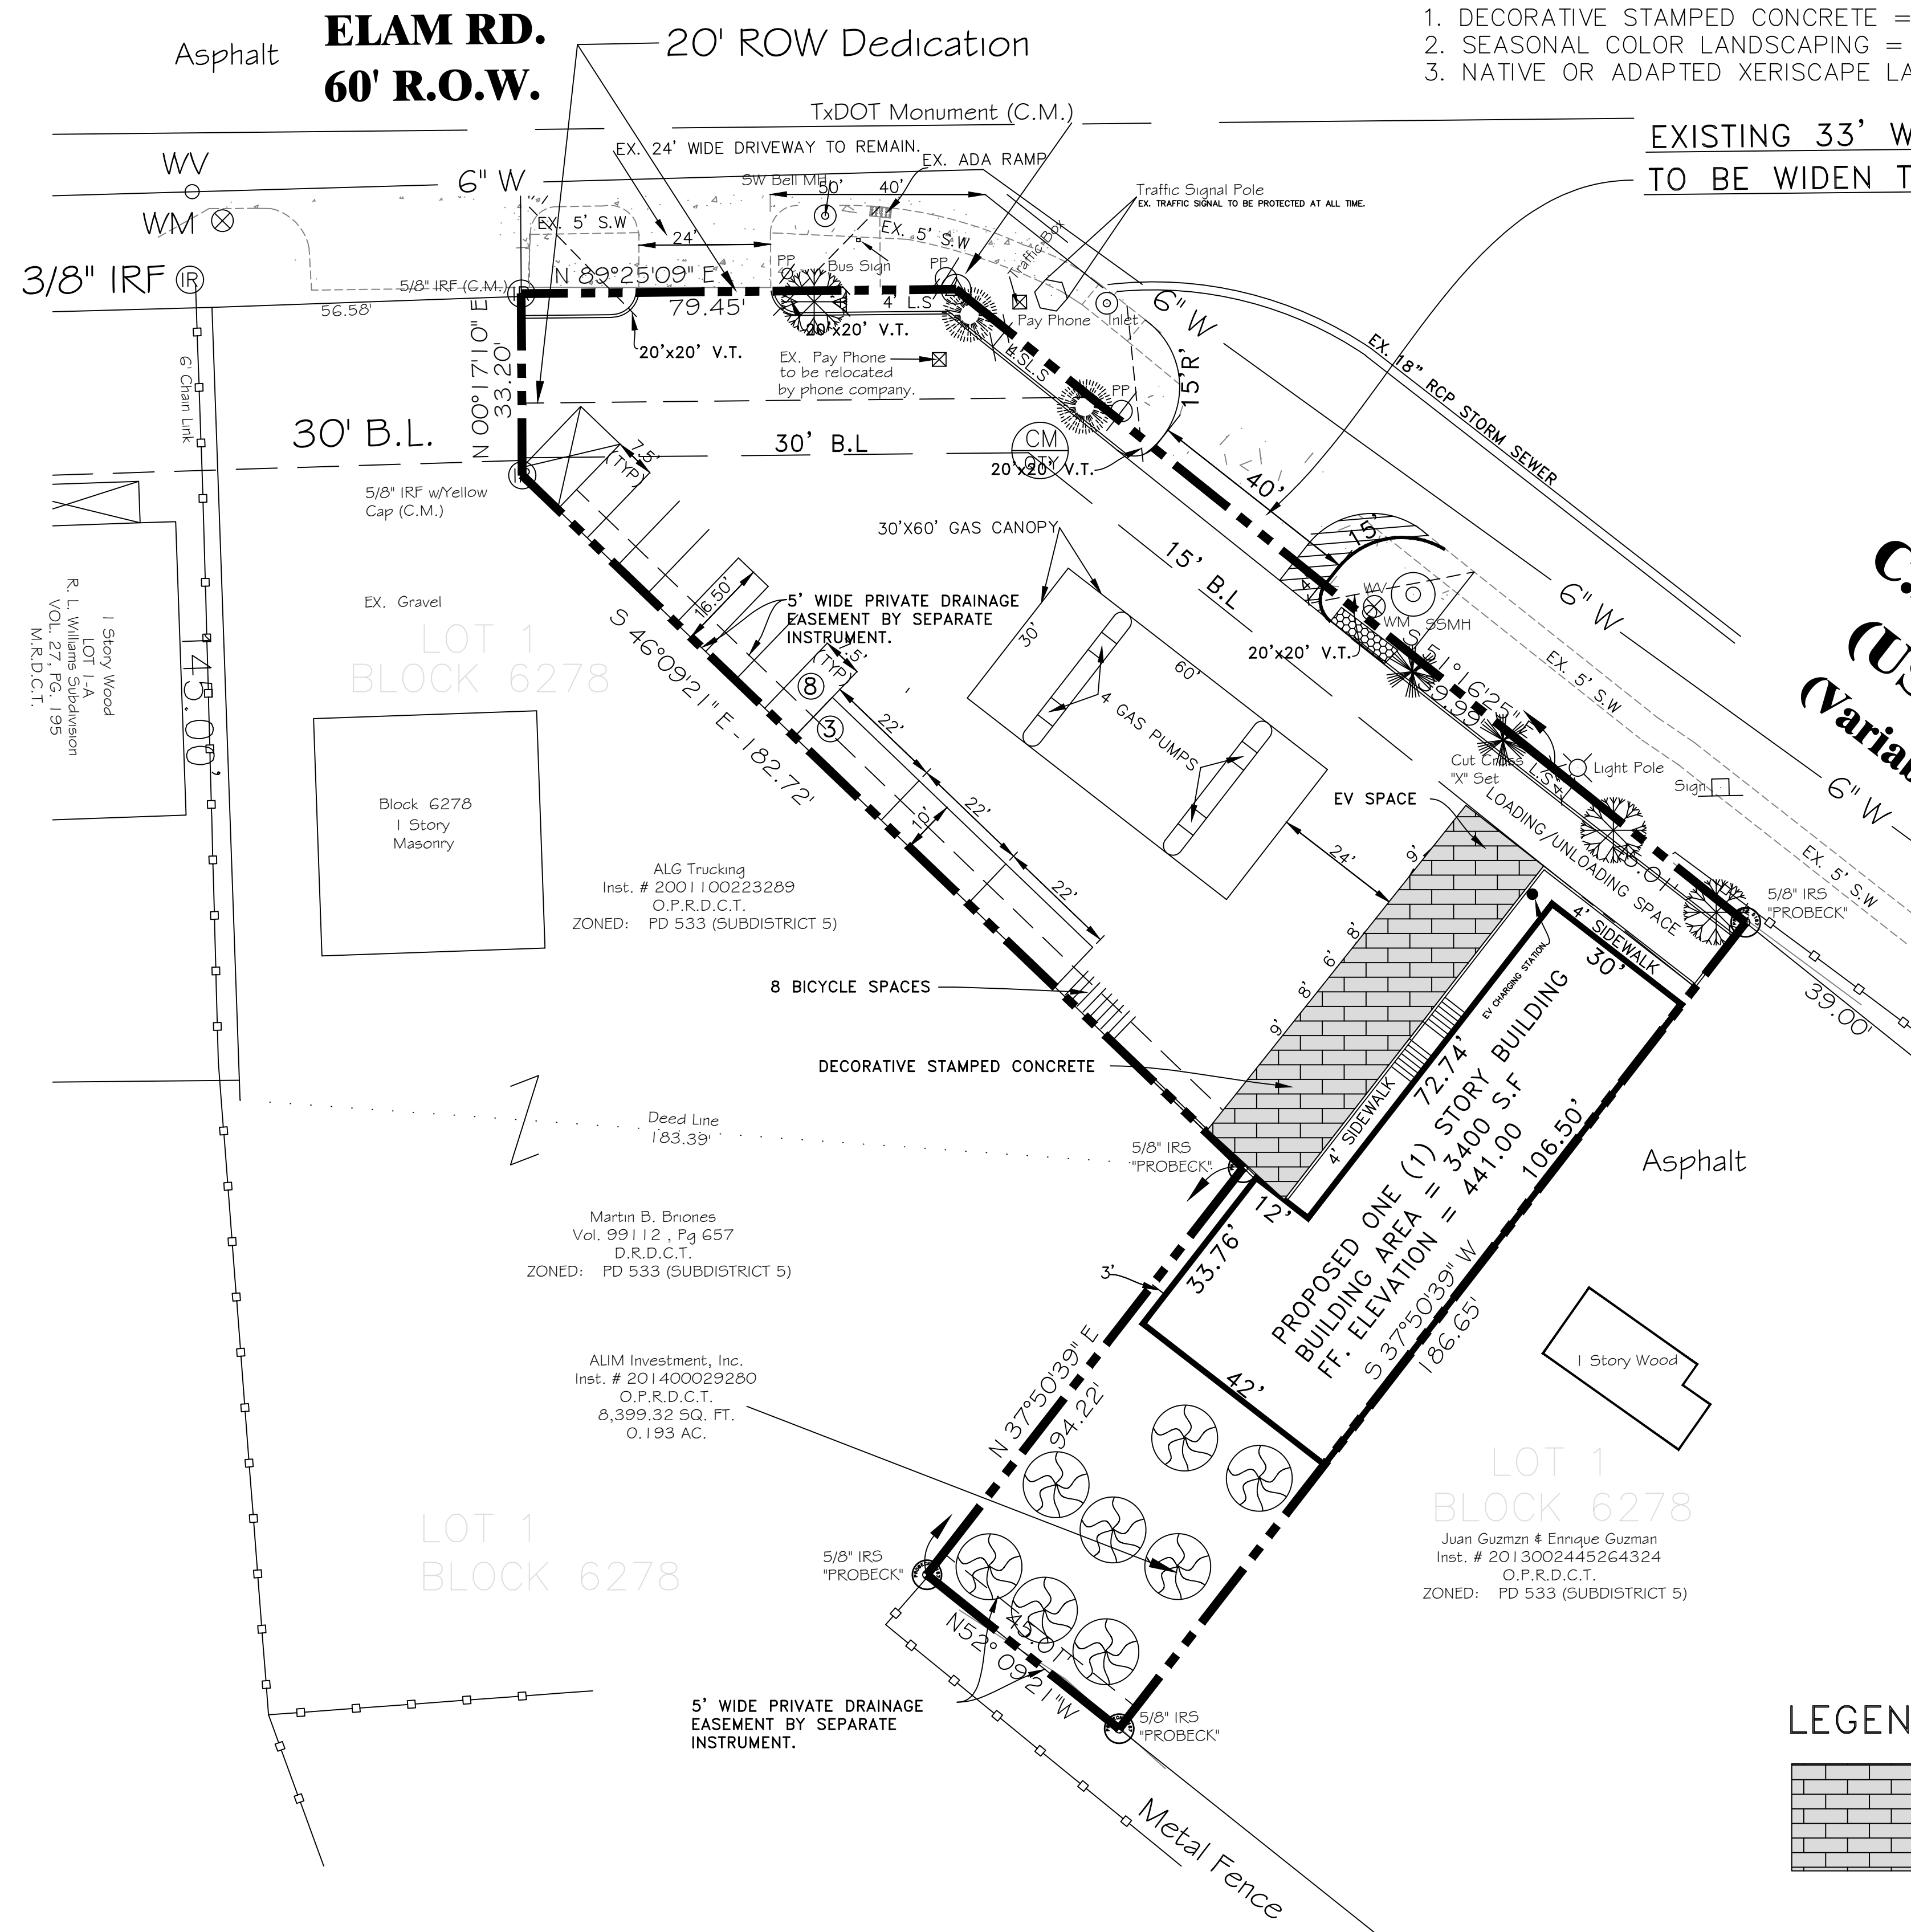 1. DECORATIVE STAMPED CONCRETE =
2. SEASONAL COLOR LANDSCAPING =
3. NATIVE OR ADAPTED XERISCAPE
Asphalt
ELAM RD.
60' R.O.W.
20' ROW Dedication
TxDOT Monument (C.M.)
EXISTING 33'
TO BE WIDEN
WV
WM
6" W
EX. 24' WIDE DRIVEWAY TO REMAIN.
EX. ADA RAMP
SW Bell MH
50'
40'
Traffic Signal Pole
EX. TRAFFIC SIGNAL TO BE PROTECTED AT ALL TIME.
EX. 5' S.W
24'
EX. 5' S.W
Traffic Box
3/8" IRF
IR
5/8" IRF (C.M.)
N 89°25'09" E
79.45'
PP
Bus Sign
PP
4' L.S
56.58'
Pay Phone
Inlet
6" W
N 00°17'10" E
33.20'
20'x20' V.T.
20'x20' V.T.
EX. Pay Phone
to be relocated
by phone company.
PP
15'R'
EX. 18" RCP STORM SEWER
6' Chain Link
30' B.L.
30' B.L
CM
QTY
20'x20' V.T.
7.5'
(TYP)
5/8" IRF w/Yellow
Cap (C.M.)
40'
15'
30'X60' GAS CANOPY
15' B.L
6" W
EX. Gravel
16.50'
5' WIDE PRIVATE DRAINAGE
EASEMENT BY SEPARATE
INSTRUMENT.
WV
WM
SSMH
20'x20' V.T.
S 51°16'25" E
EX. 5' S.W
1 Story Wood
LOT 1-A
R. L. Williams Subdivision
VOL. 27, PG. 195
M.R.D.C.T.
145.00'
LOT 1
BLOCK 6278
S 46°09'21" E - 182.72'
7.5'
(TYP)
8
3
30'
60'
4 GAS PUMPS
22'
22'
22'
10'
Cut Cross
"X" Set
L.S
Light Pole
Sign
6" W
Block 6278
1 Story
Masonry
EV SPACE
LOADING/UNLOADING SPACE
24'
9'
8'
6'
8'
9'
EX. 5' S.W
5/8" IRS
"PROBECK"
ALG Trucking
Inst. # 2001100223289
O.P.R.D.C.T.
ZONED: PD 533 (SUBDISTRICT 5)
4' SIDEWALK
30'
EV CHARGING STATION
39.00'
8 BICYCLE SPACES
DECORATIVE STAMPED CONCRETE
72.74'
4' SIDEWALK
PROPOSED ONE (1) STORY BUILDING
BUILDING AREA = 3400 S.F
FF. ELEVATION = 441.00
106.50'
Asphalt
Deed Line
183.39'
5/8" IRS
"PROBECK"
12'
33.76'
3'
S 37°50'39" W
186.65'
Martin B. Briones
Vol. 99112 , Pg 657
D.R.D.C.T.
ZONED: PD 533 (SUBDISTRICT 5)
N 37°50'39" E
94.22'
42'
1 Story Wood
ALIM Investment, Inc.
Inst. # 201400029280
O.P.R.D.C.T.
8,399.32 SQ. FT.
0.193 AC.
LOT 1
BLOCK 6278
Juan Guzmzn & Enrique Guzman
Inst. # 2013002445264324
O.P.R.D.C.T.
ZONED: PD 533 (SUBDISTRICT 5)
LOT 1
BLOCK 6278
5/8" IRS
"PROBECK"
45.01'
N52°09'21"W
5' WIDE PRIVATE DRAINAGE
EASEMENT BY SEPARATE
INSTRUMENT.
5/8" IRS
"PROBECK"
Metal Fence